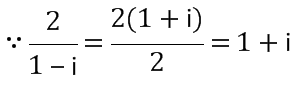 ∵ 2/(1 − i) = 2(1 + i)/2 = 1 + i